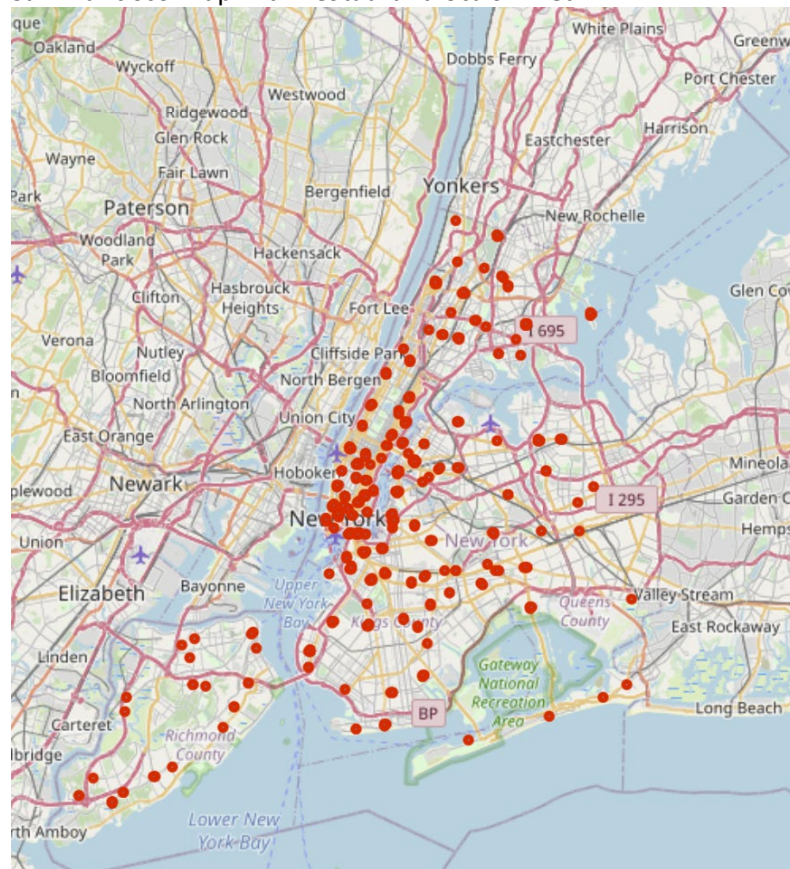 que
Oakland
White Plains
Greenw
Wyckoff
Dobbs Ferry
Port Chester
Westwood
Ridgewood
Glen Rock
Harrison
Eastchester
Wayne
Fair Lawn
Bergenfield
Yonkers
Park
Paterson
New Rochelle
Woodland
Park
Hackensack
Clifton
Hasbrouck
Heights
Fort Lee
Glen Co
I 695
Verona
Nutley
Cliffside Park
Bloomfield
North Bergen
North Arlington
Union City
East Orange
Mineola
Hoboken
plewood
Newark
I 295
Garden C
New York
Hemps
Union
New York
Bayonne
Elizabeth
Upper
New York
Bay
Queens
County
Valley Stream
Kings County
East Rockaway
Linden
Gateway
National
Recreation
Area
BP
Long Beach
Carteret
Richmond
County
lbridge
Lower New
York Bay
rth Amboy